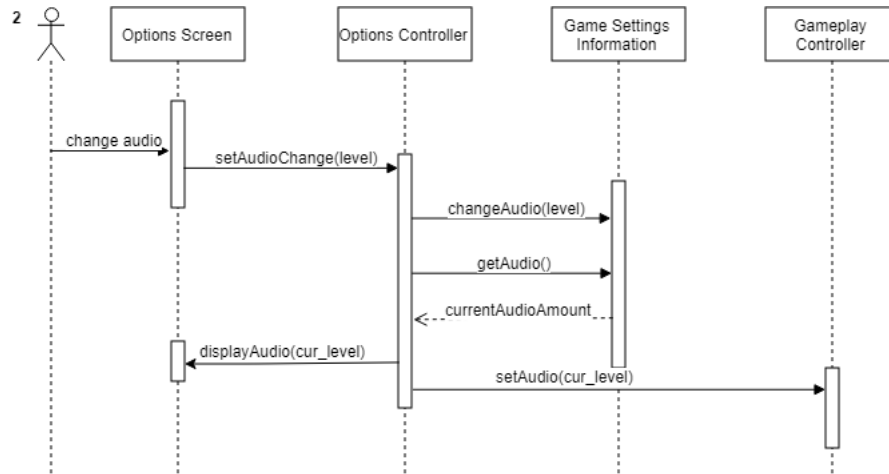 2
Options Screen
Options Controller
Game Settings
Information
Gameplay
Controller
change audio
setAudioChange(level)
changeAudio(level)
getAudio()
currentAudioAmount
displayAudio(cur_level)
setAudio(cur_level)